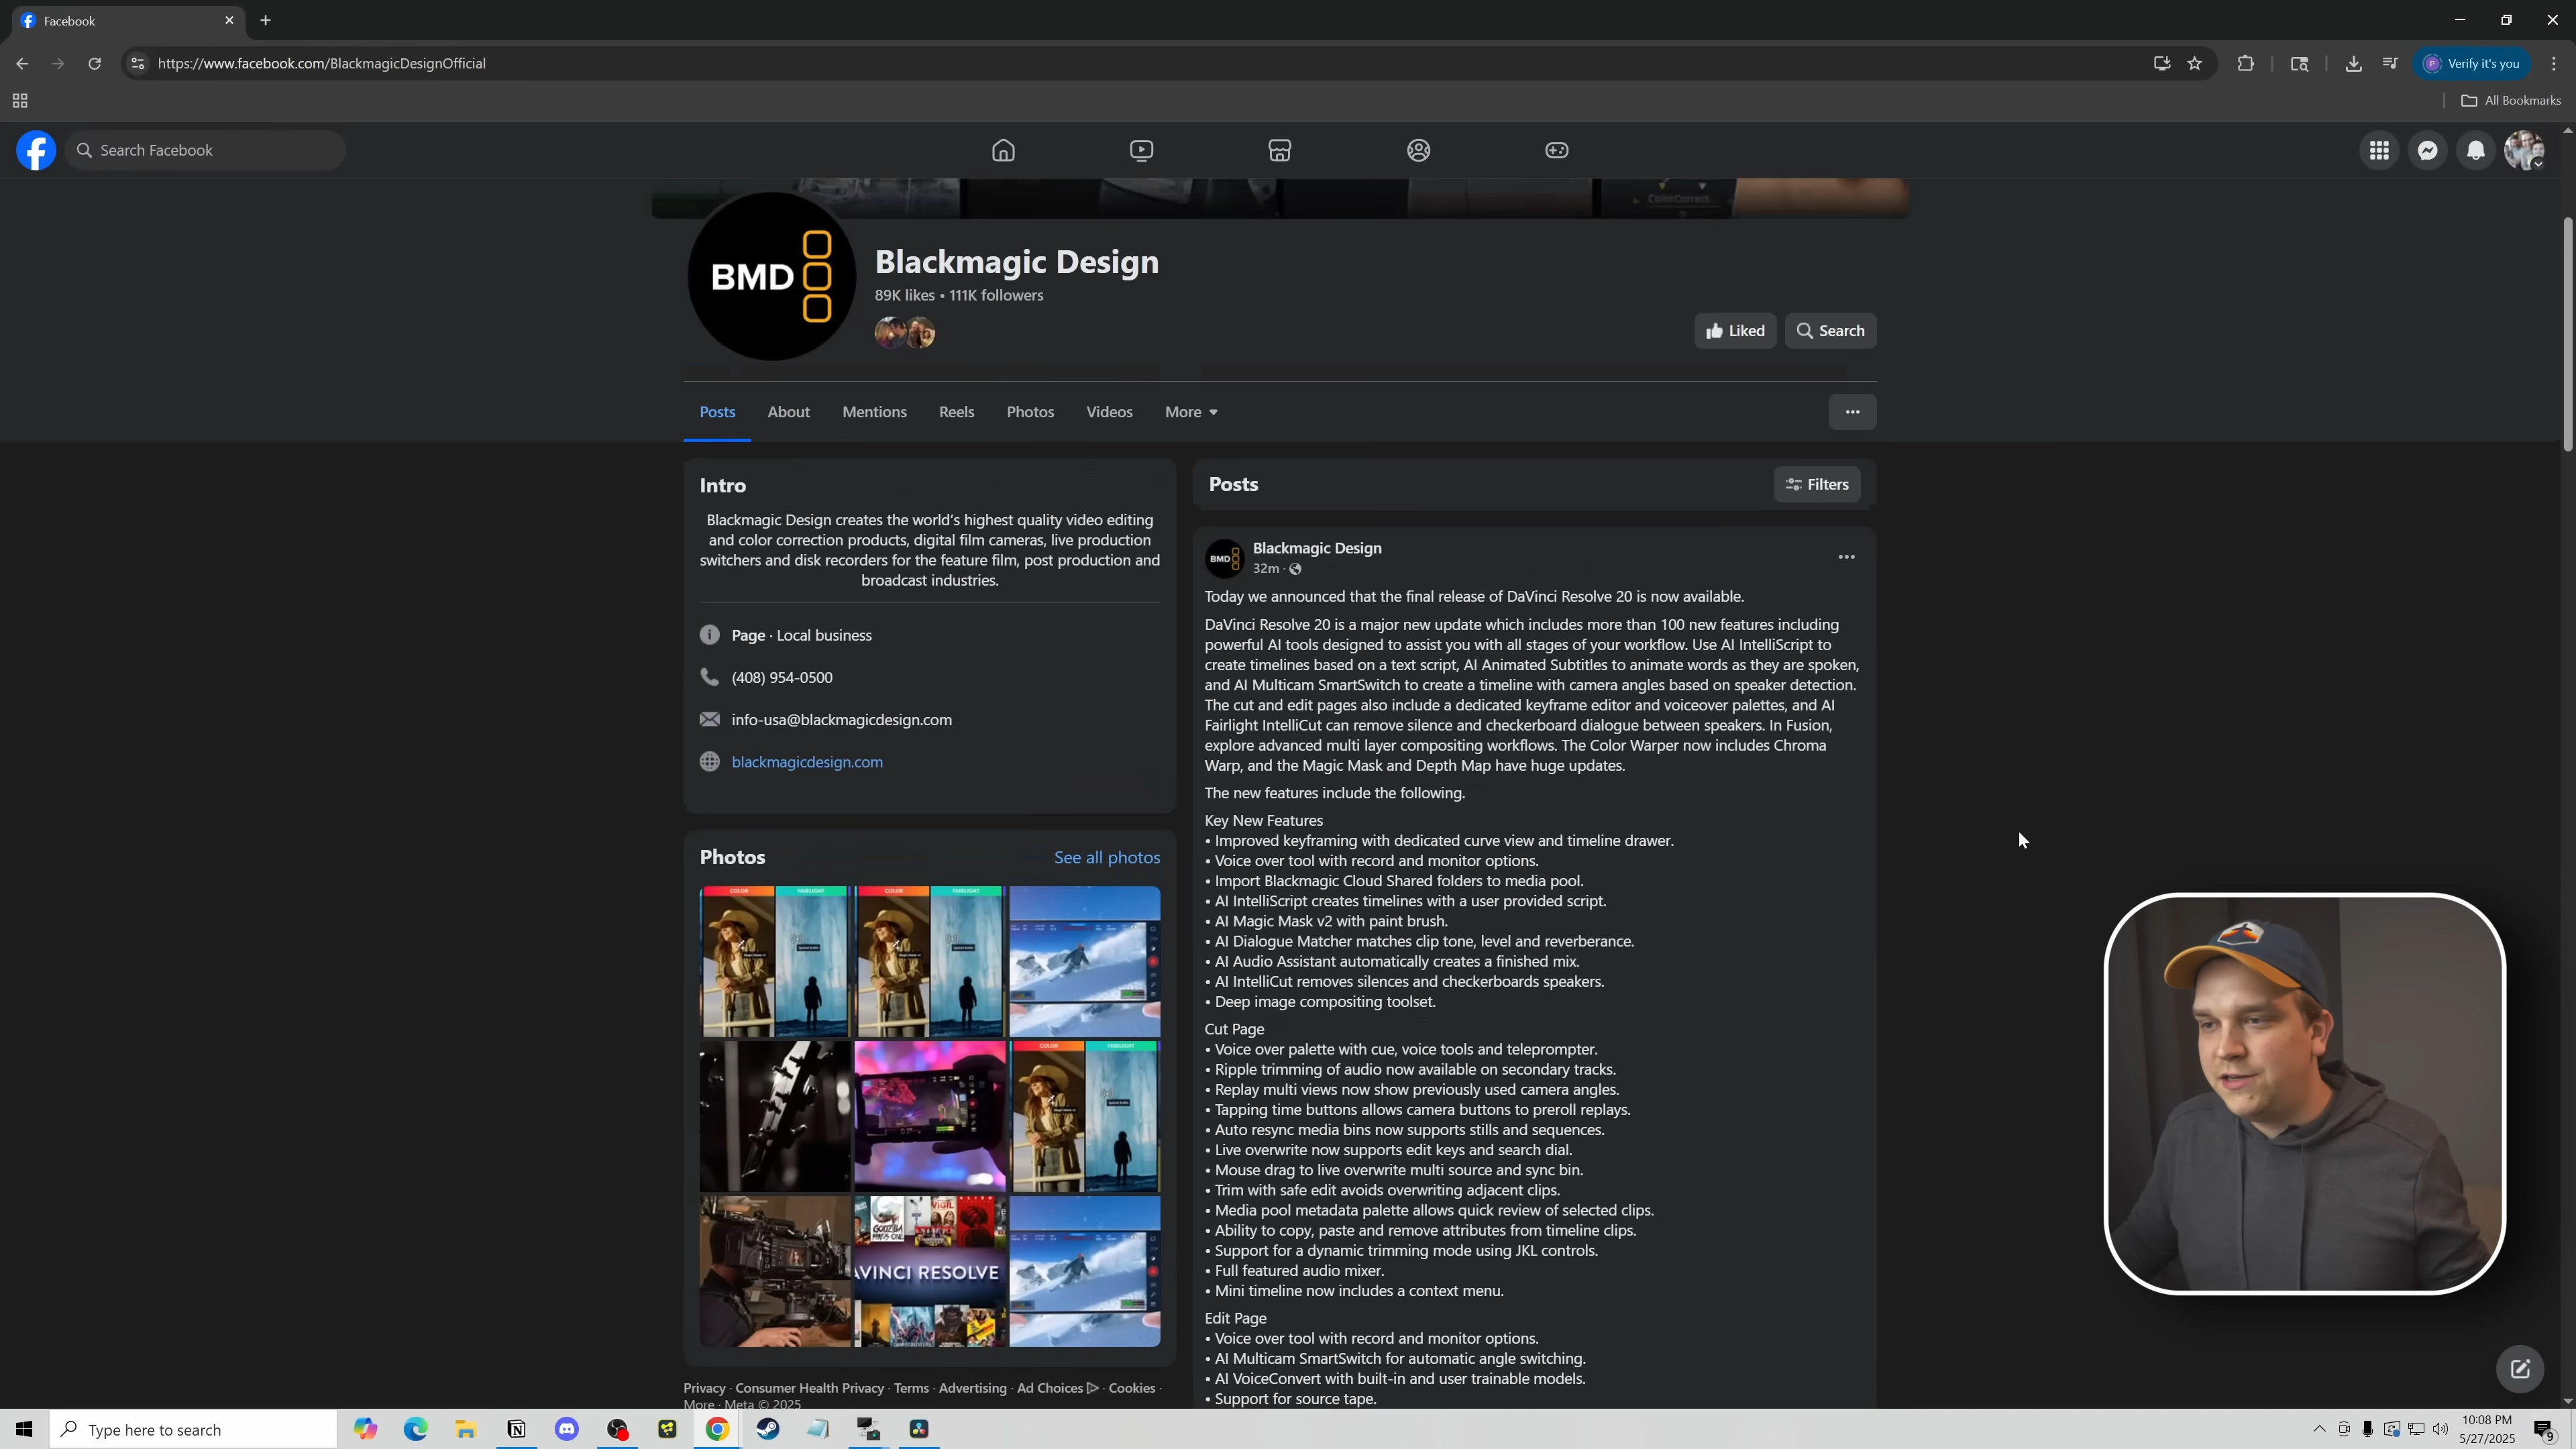 Facebook
https://www.facebook.com/BlackmagicDesignOfficial
Verify it's you
All Bookmarks
Search Facebook
ColorCorrect...
BMD
Blackmagic Design
89K likes • 111K followers
Liked
Search
Posts
About
Mentions
Reels
Photos
Videos
More
Intro
Blackmagic Design creates the world's highest quality video editing
and color correction products, digital film cameras, live production
switchers and disk recorders for the feature film, post production and
broadcast industries.
Page · Local business
(408) 954-0500
info-usa@blackmagicdesign.com
blackmagicdesign.com
Photos
See all photos
COLOR
FAIRLIGHT
COLOR
FAIRLIGHT
COLOR
FAIRLIGHT
VIGIL
AVINCI RESOLVE
Privacy · Consumer Health Privacy · Terms · Advertising · Ad Choices · Cookies ·
More · Meta © 2025
Posts
Filters
BMD
Blackmagic Design
32m ·
Today we announced that the final release of DaVinci Resolve 20 is now available.
DaVinci Resolve 20 is a major new update which includes more than 100 new features including
powerful AI tools designed to assist you with all stages of your workflow. Use AI IntelliScript to
create timelines based on a text script, AI Animated Subtitles to animate words as they are spoken,
and AI Multicam SmartSwitch to create a timeline with camera angles based on speaker detection.
The cut and edit pages also include a dedicated keyframe editor and voiceover palettes, and AI
Fairlight IntelliCut can remove silence and checkerboard dialogue between speakers. In Fusion,
explore advanced multi layer compositing workflows. The Color Warper now includes Chroma
Warp, and the Magic Mask and Depth Map have huge updates.
The new features include the following.
Key New Features
• Improved keyframing with dedicated curve view and timeline drawer.
• Voice over tool with record and monitor options.
• Import Blackmagic Cloud Shared folders to media pool.
• AI IntelliScript creates timelines with a user provided script.
• AI Magic Mask v2 with paint brush.
• AI Dialogue Matcher matches clip tone, level and reverberance.
• AI Audio Assistant automatically creates a finished mix.
• AI IntelliCut removes silences and checkerboards speakers.
• Deep image compositing toolset.
Cut Page
• Voice over palette with cue, voice tools and teleprompter.
• Ripple trimming of audio now available on secondary tracks.
• Replay multi views now show previously used camera angles.
• Tapping time buttons allows camera buttons to preroll replays.
• Auto resync media bins now supports stills and sequences.
• Live overwrite now supports edit keys and search dial.
• Mouse drag to live overwrite multi source and sync bin.
• Trim with safe edit avoids overwriting adjacent clips.
• Media pool metadata palette allows quick review of selected clips.
• Ability to copy, paste and remove attributes from timeline clips.
• Support for a dynamic trimming mode using JKL controls.
• Full featured audio mixer.
• Mini timeline now includes a context menu.
Edit Page
• Voice over tool with record and monitor options.
• AI Multicam SmartSwitch for automatic angle switching.
• AI VoiceConvert with built-in and user trainable models.
• Support for source tape.
Type here to search
10:08 PM
5/27/2025
9